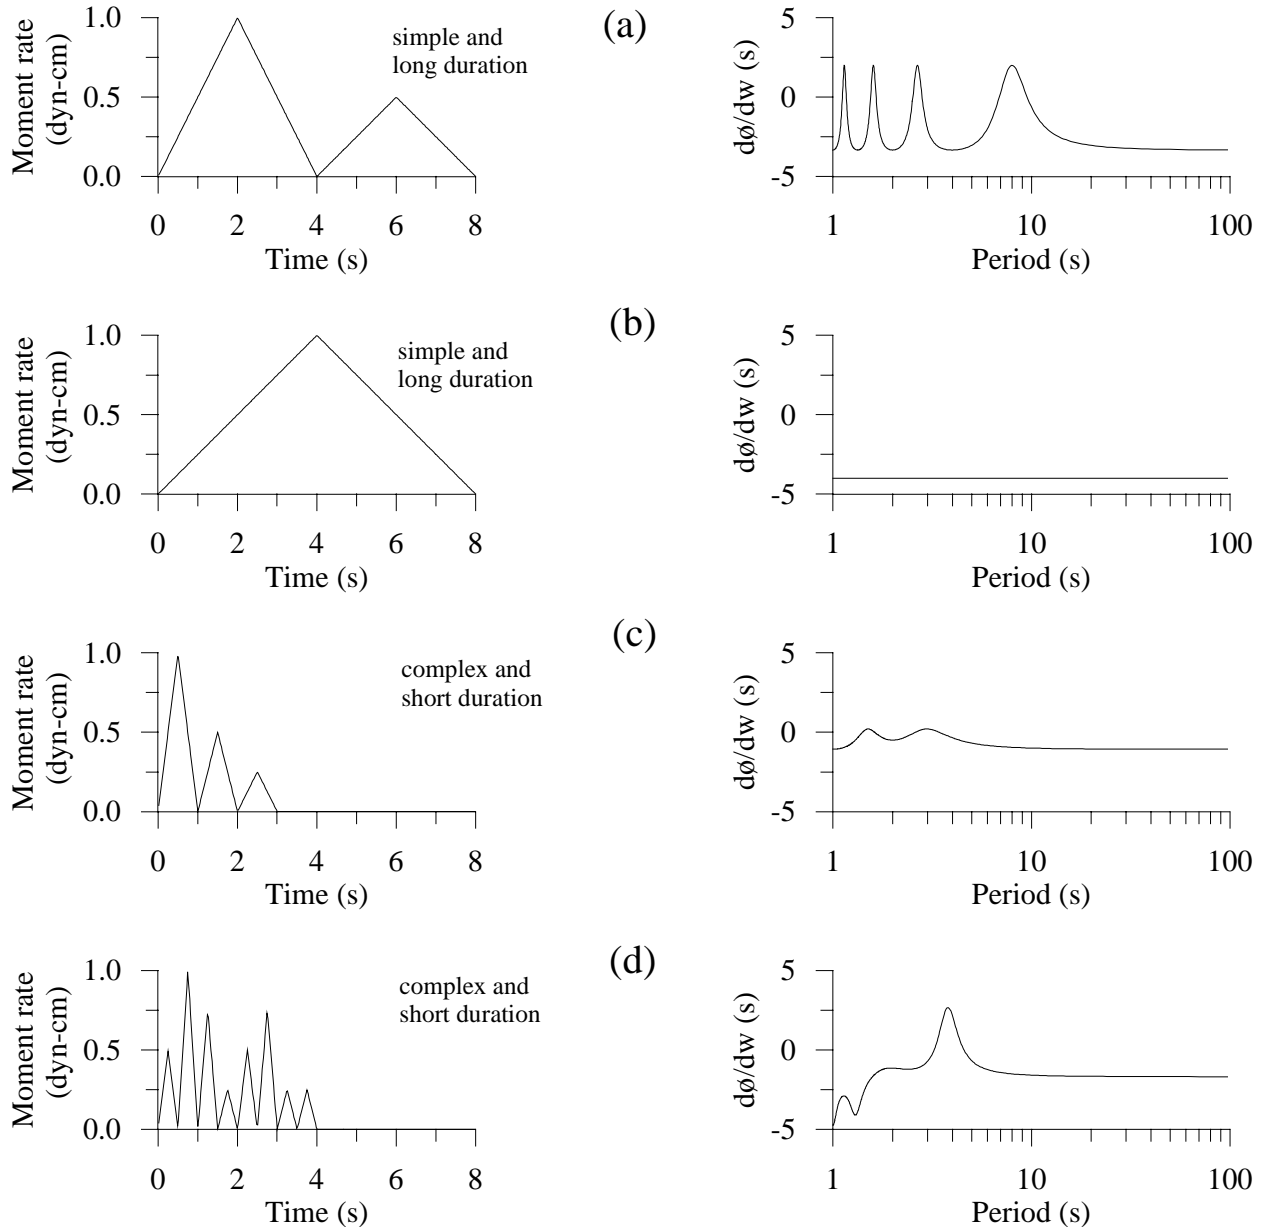 (a)
Moment rate
(dyn-cm)
1.0
0.5
0.0
simple and
long duration
0 2 4 6 8
Time (s)
dø/dw (s)
5
0
-5
1 10 100
Period (s)
(b)
Moment rate
(dyn-cm)
1.0
0.5
0.0
simple and
long duration
0 2 4 6 8
Time (s)
dø/dw (s)
5
0
-5
1 10 100
Period (s)
(c)
Moment rate
(dyn-cm)
1.0
0.5
0.0
complex and
short duration
0 2 4 6 8
Time (s)
dø/dw (s)
5
0
-5
1 10 100
Period (s)
(d)
Moment rate
(dyn-cm)
1.0
0.5
0.0
complex and
short duration
0 2 4 6 8
Time (s)
dø/dw (s)
5
0
-5
1 10 100
Period (s)